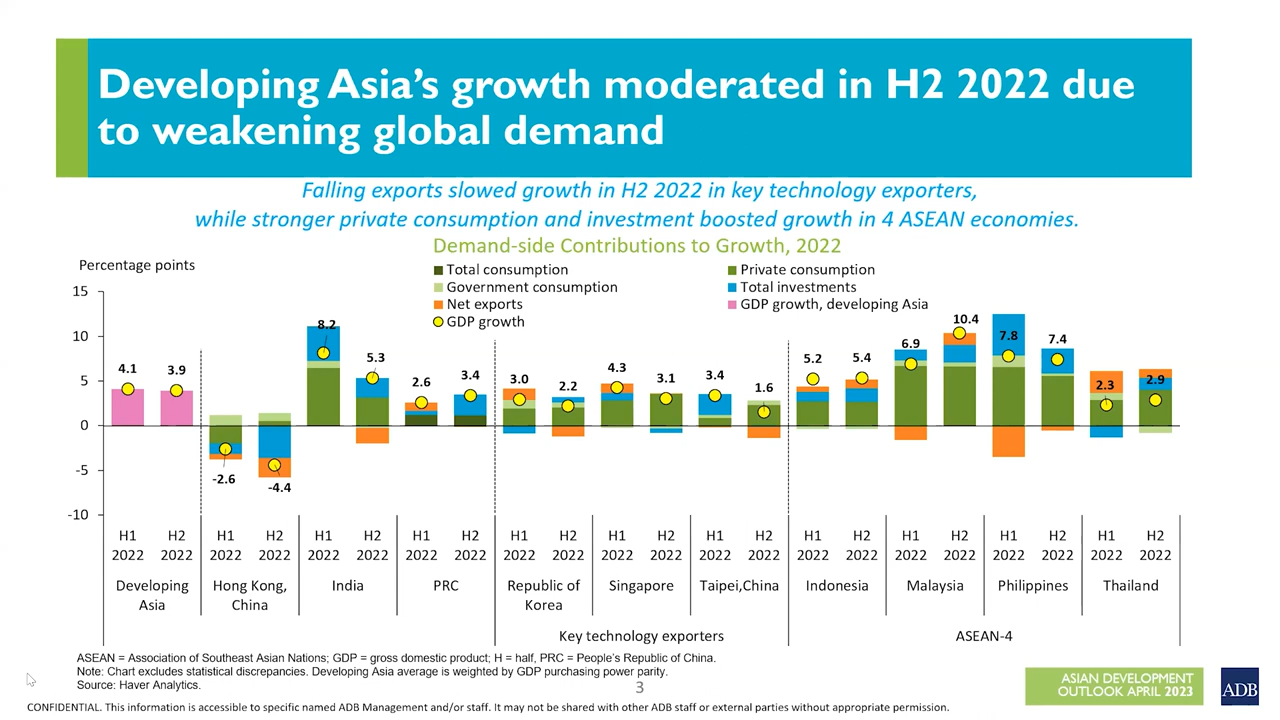 Developing Asia's growth moderated in H2 2022 due
to weakening global demand
Falling exports slowed growth in H2 2022 in key technology exporters,
while stronger private consumption and investment boosted growth in 4 ASEAN economies.
Demand-side Contributions to Growth, 2022
Percentage points
Total consumption
Private consumption
Government consumption
Total investments
Net exports
GDP growth, developing Asia
GDP growth
15
10
5
0
-5
-10
4.1
3.9
-2.6
-4.4
8.2
5.3
2.6
3.4
3.0
2.2
4.3
3.1
3.4
1.6
5.2
5.4
6.9
10.4
7.8
7.4
2.3
2.9
H1 H2 H1 H2 H1 H2 H1 H2 H1 H2 H1 H2 H1 H2 H1 H2 H1 H2 H1 H2 H1 H2
2022 2022 2022 2022 2022 2022 2022 2022 2022 2022 2022 2022 2022 2022 2022 2022 2022 2022 2022 2022 2022 2022
Developing
Asia
Hong Kong,
China
India
PRC
Republic of
Korea
Singapore
Taipei,China
Indonesia
Malaysia
Philippines
Thailand
Key technology exporters
ASEAN-4
ASEAN = Association of Southeast Asian Nations; GDP = gross domestic product; H = half, PRC = People's Republic of China.
Note: Chart excludes statistical discrepancies. Developing Asia average is weighted by GDP purchasing power parity.
Source: Haver Analytics.
3
ASIAN DEVELOPMENT
OUTLOOK APRIL 2023
ADB
CONFIDENTIAL. This information is accessible to specific named ADB Management and/or staff. It may not be shared with other ADB staff or external parties without appropriate permission.